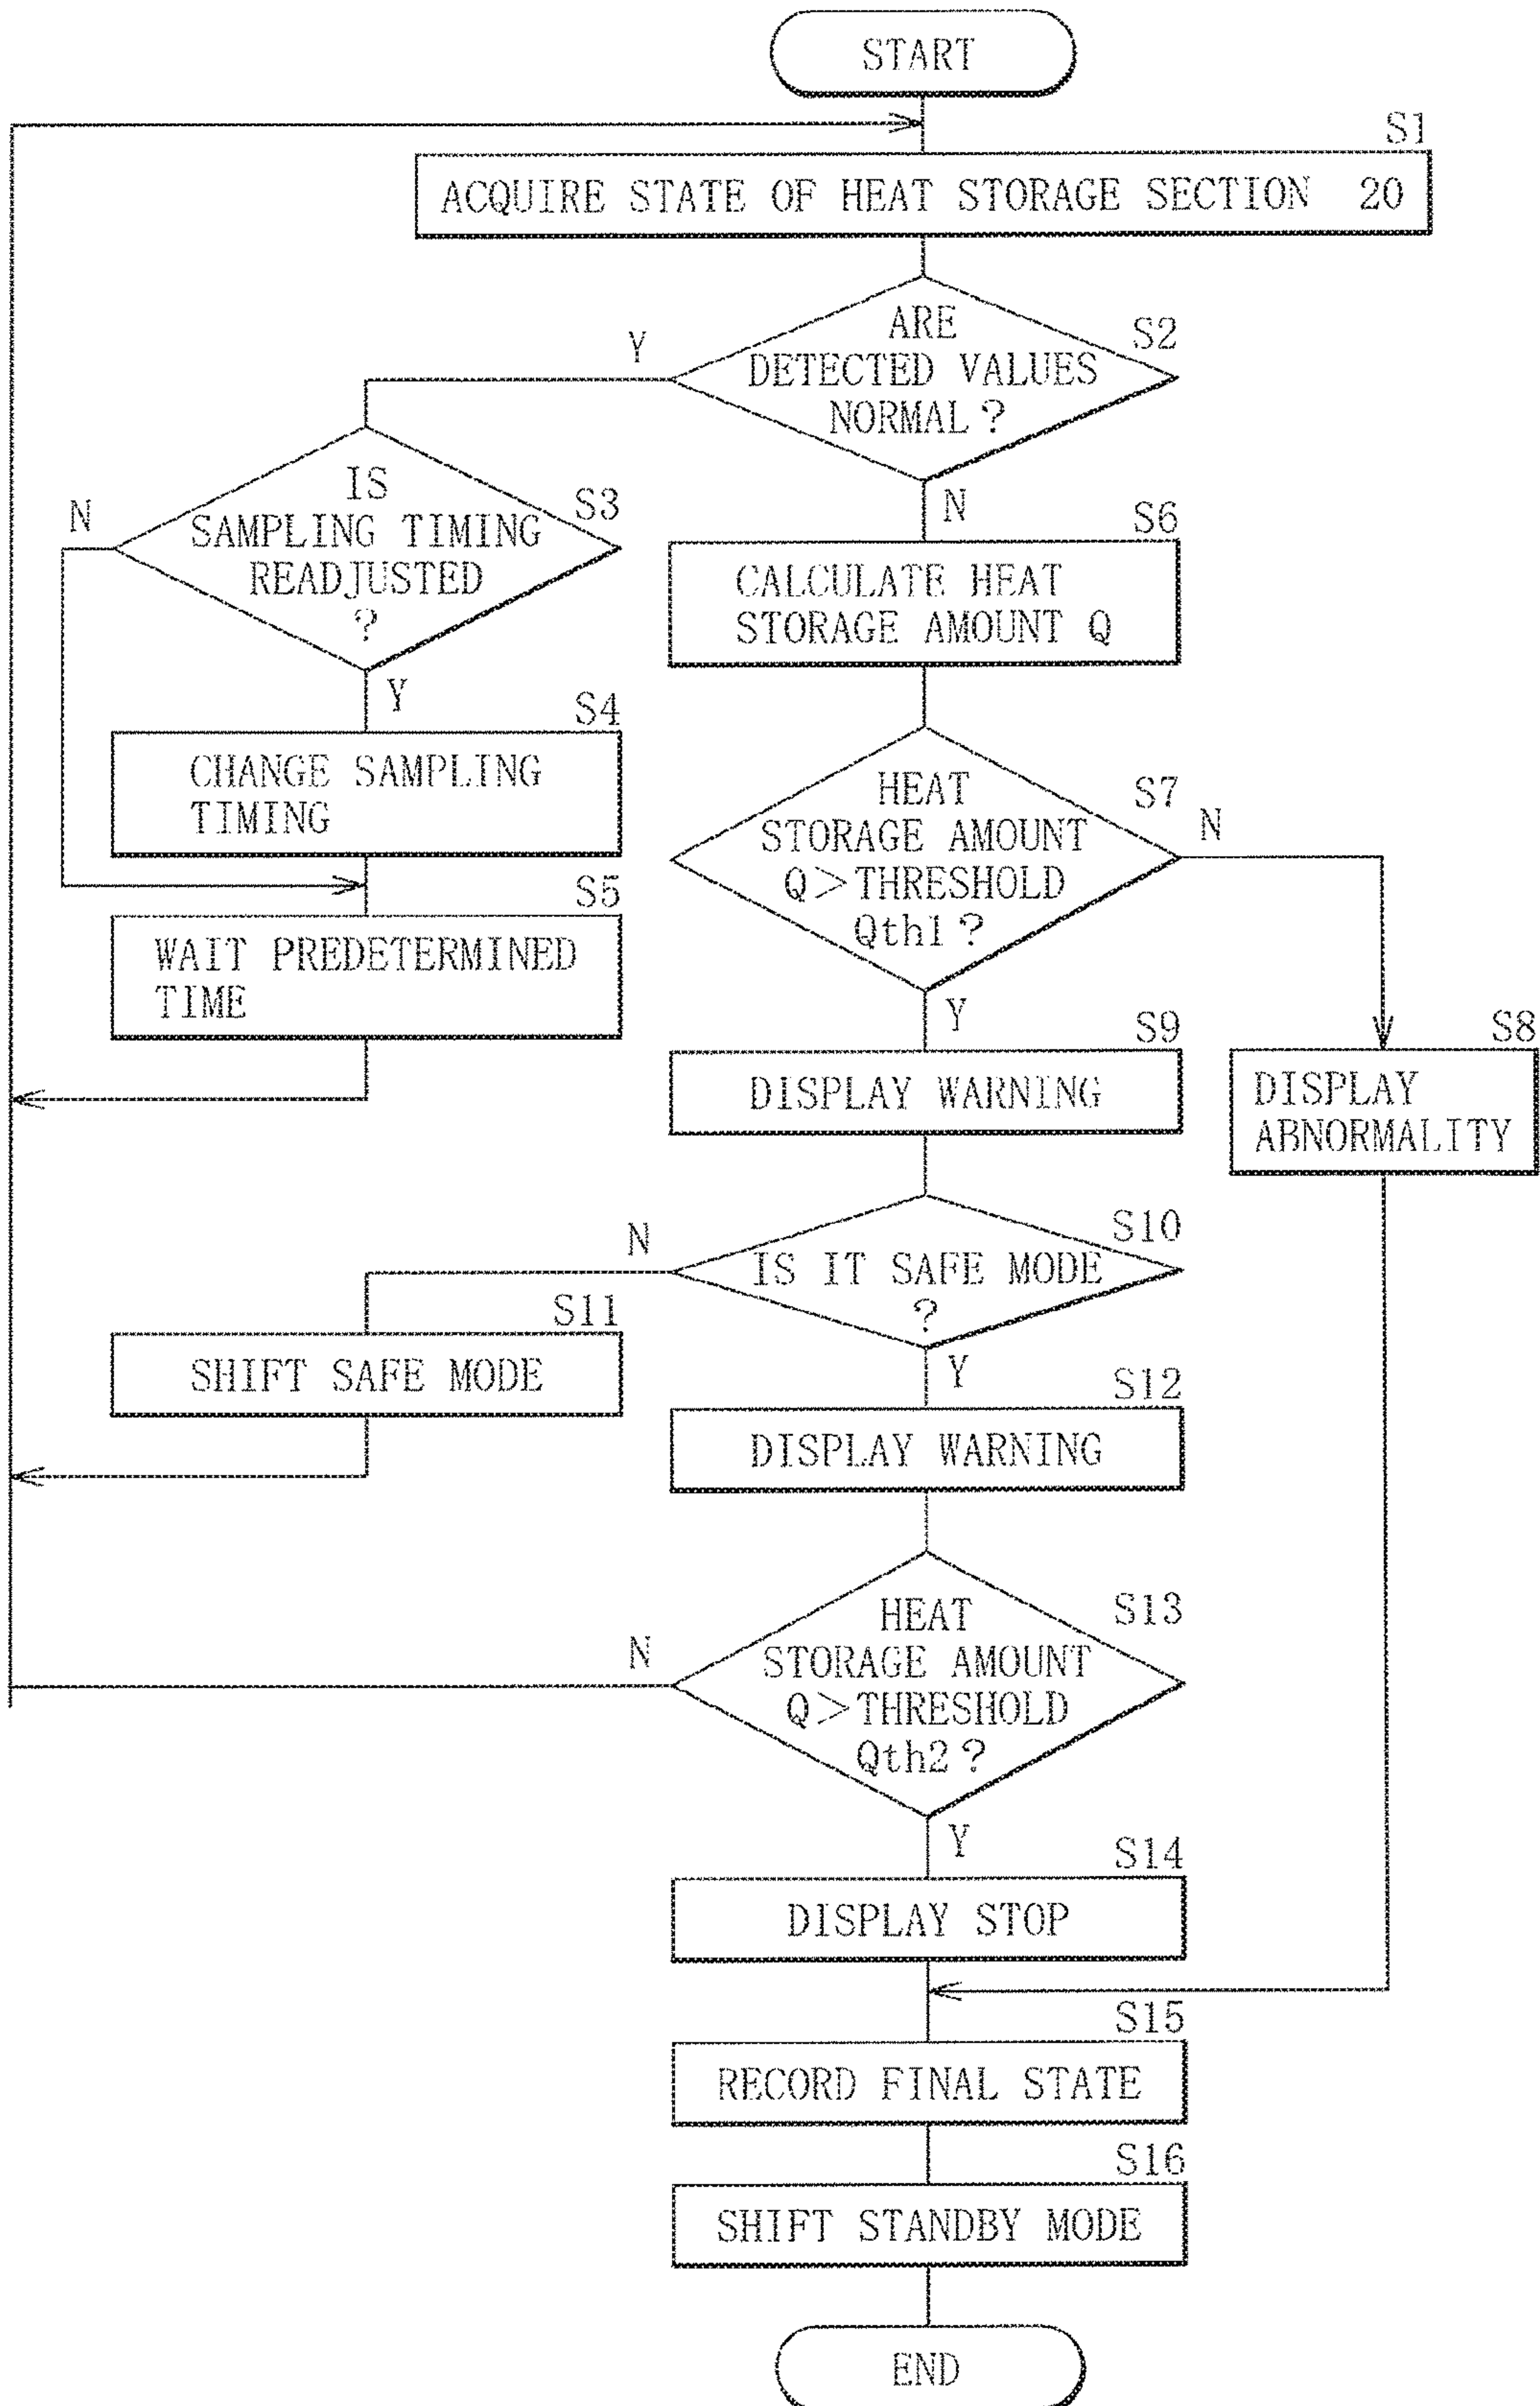 START
S1
ACQUIRE STATE OF HEAT STORAGE SECTION 20
S2
ARE
DETECTED VALUES
NORMAL?
Y
N
S3
IS
SAMPLING TIMING
READJUSTED
?
N
Y
S4
CHANGE SAMPLING
TIMING
S5
WAIT PREDETERMINED
TIME
S6
CALCULATE HEAT
STORAGE AMOUNT Q
S7
HEAT
STORAGE AMOUNT
Q>THRESHOLD
Qth1?
N
Y
S8
DISPLAY
ABNORMALITY
S9
DISPLAY WARNING
S10
IS IT SAFE MODE
?
N
Y
S11
SHIFT SAFE MODE
S12
DISPLAY WARNING
S13
HEAT
STORAGE AMOUNT
Q>THRESHOLD
Qth2?
N
Y
S14
DISPLAY STOP
S15
RECORD FINAL STATE
S16
SHIFT STANDBY MODE
END